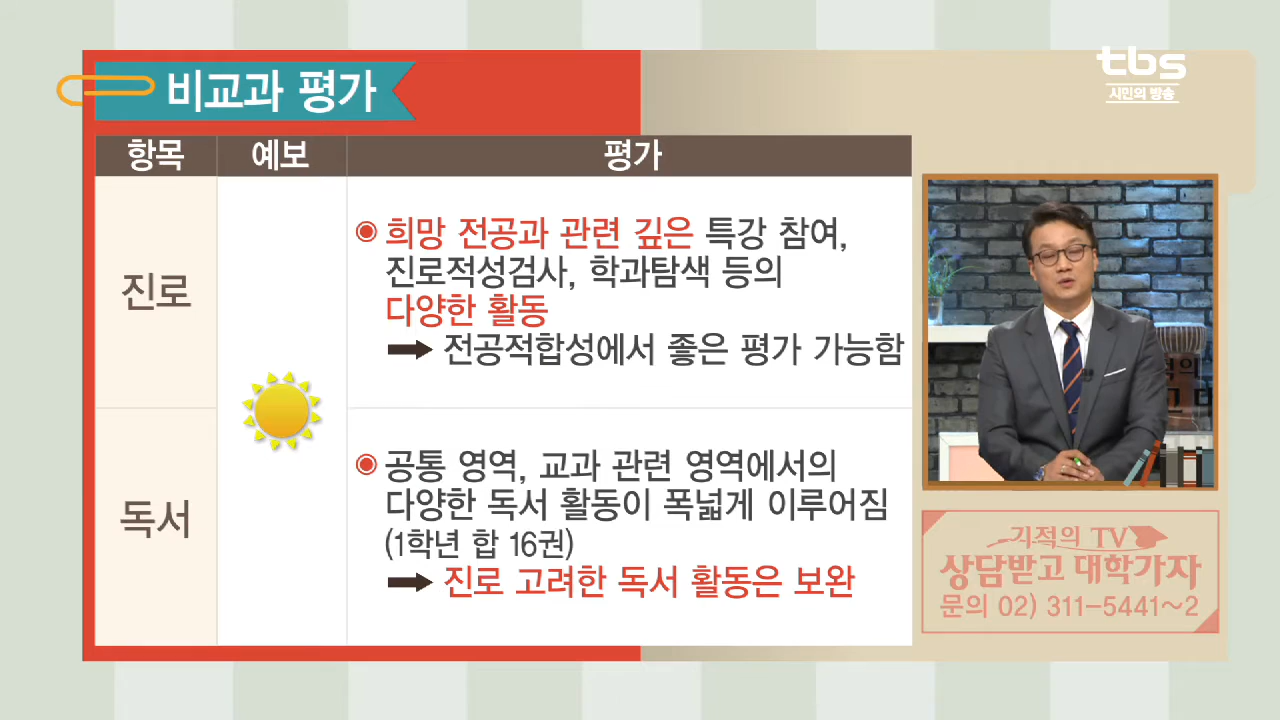 비교과 평가
tbs
시민의 방송
항목 예보 평가
진로
희망 전공과 관련 깊은 특강 참여,
진로적성검사, 학과탐색 등의
다양한 활동
➡ 전공적합성에서 좋은 평가 가능함
독서
공통 영역, 교과 관련 영역에서의
다양한 독서 활동이 폭넓게 이루어짐
(1학년 합 16권)
➡ 진로 고려한 독서 활동은 보완
기적의 TV
상담받고 대학가자
문의 02) 311-5441~2